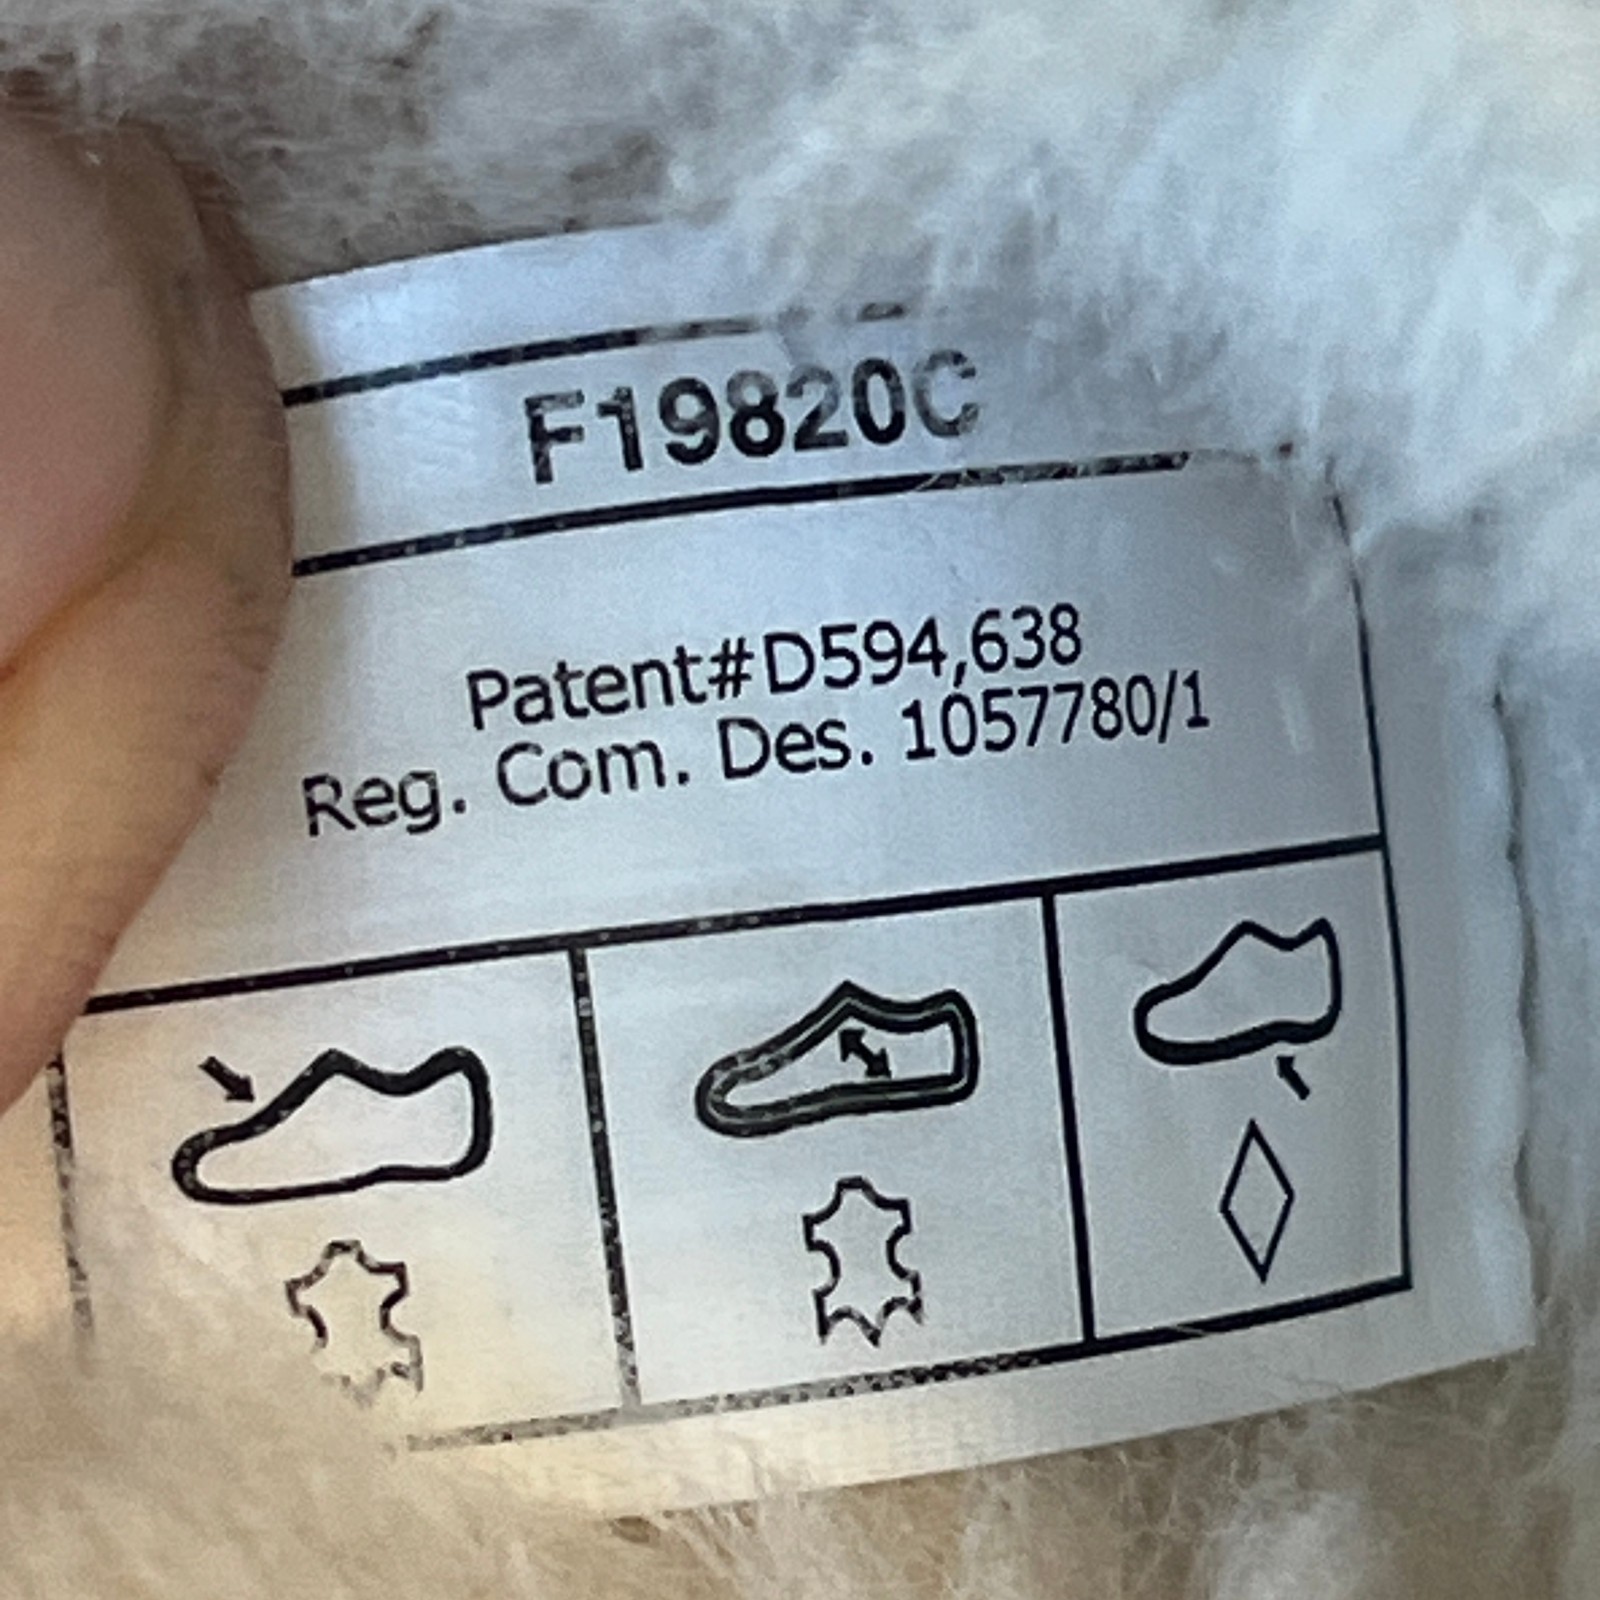 F19820C
Patent#D594,638
Reg. Com. Des. 1057780/1